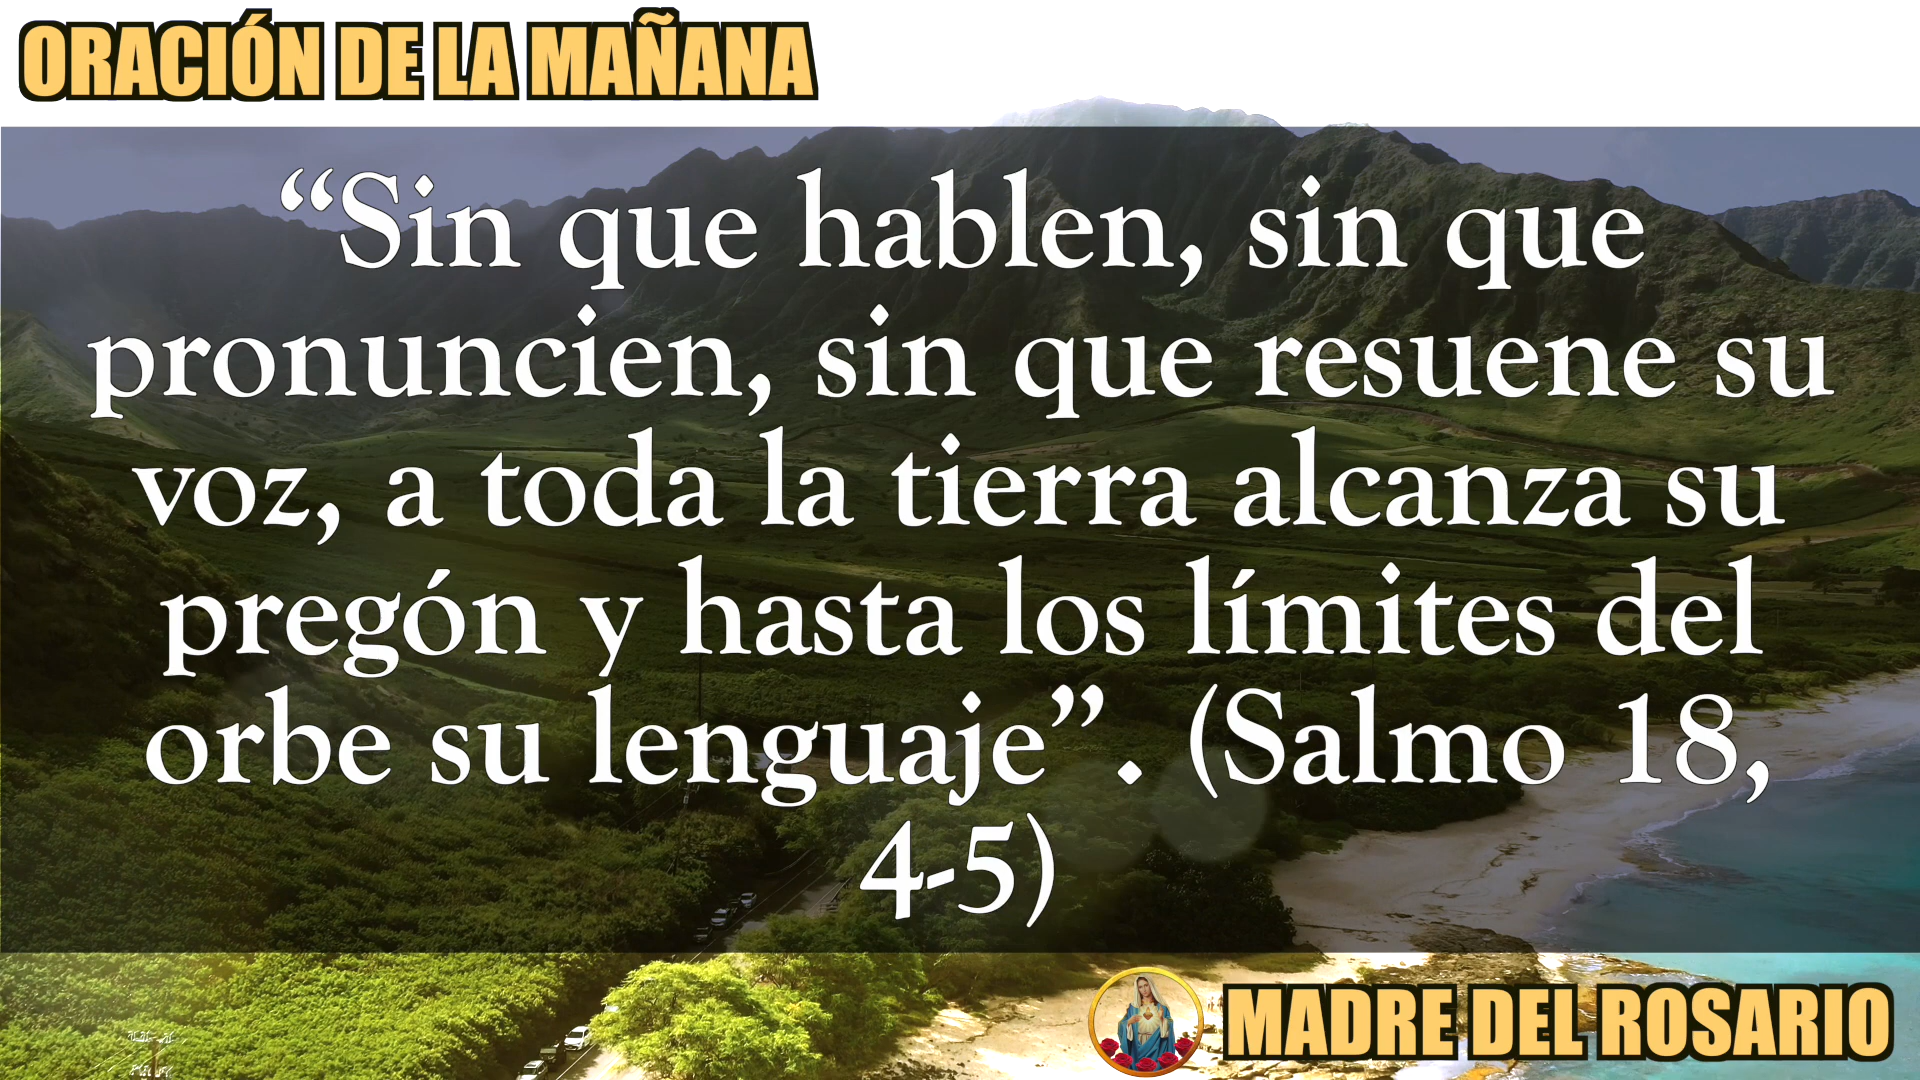 ORACIÓN DE LA MAÑANA
“Sin que hablen, sin que
pronuncien, sin que resuene su
voz, a toda la tierra alcanza su
pregón y hasta los límites del
orbe su lenguaje”. (Salmo 18,
4-5)
MADRE DEL ROSARIO